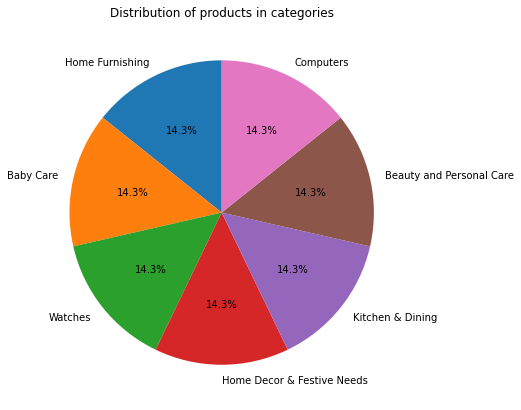 Distribution of products in categories
Home Furnishing
Computers
14.3%
14.3%
Baby Care
14.3%
14.3%
Beauty and Personal Care
Watches
14.3%
14.3%
14.3%
Kitchen & Dining
Home Decor & Festive Needs